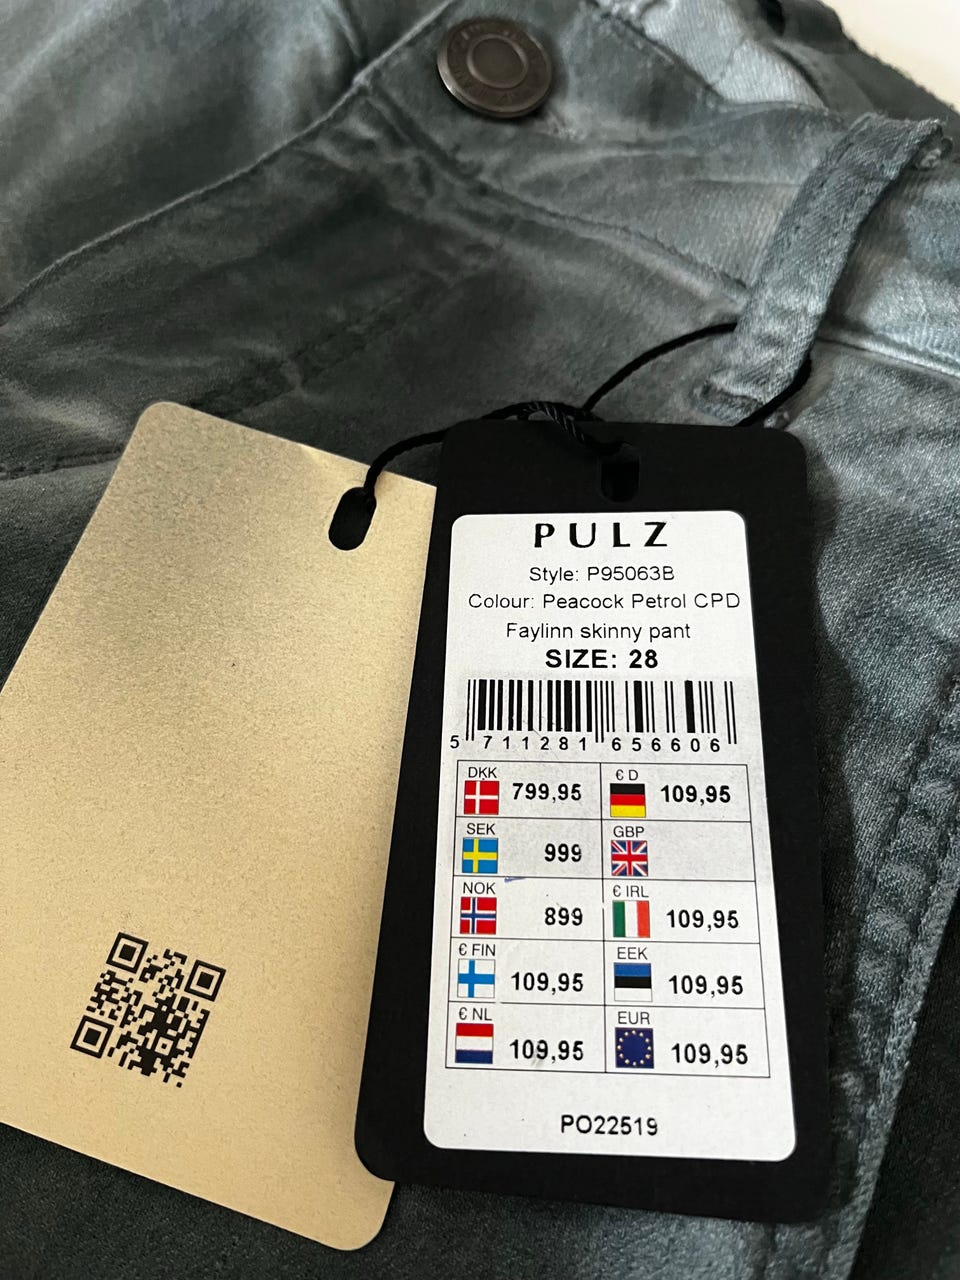 PULZ
Style: P95063B
Colour: Peacock Petrol CPD
Faylinn skinny pant
SIZE: 28
5 711281 656606
DKK 799,95
€ D 109,95
SEK 999
GBP
NOK 899
€ IRL 109,95
€ FIN 109,95
EEK 109,95
€ NL 109,95
EUR 109,95
PO22519